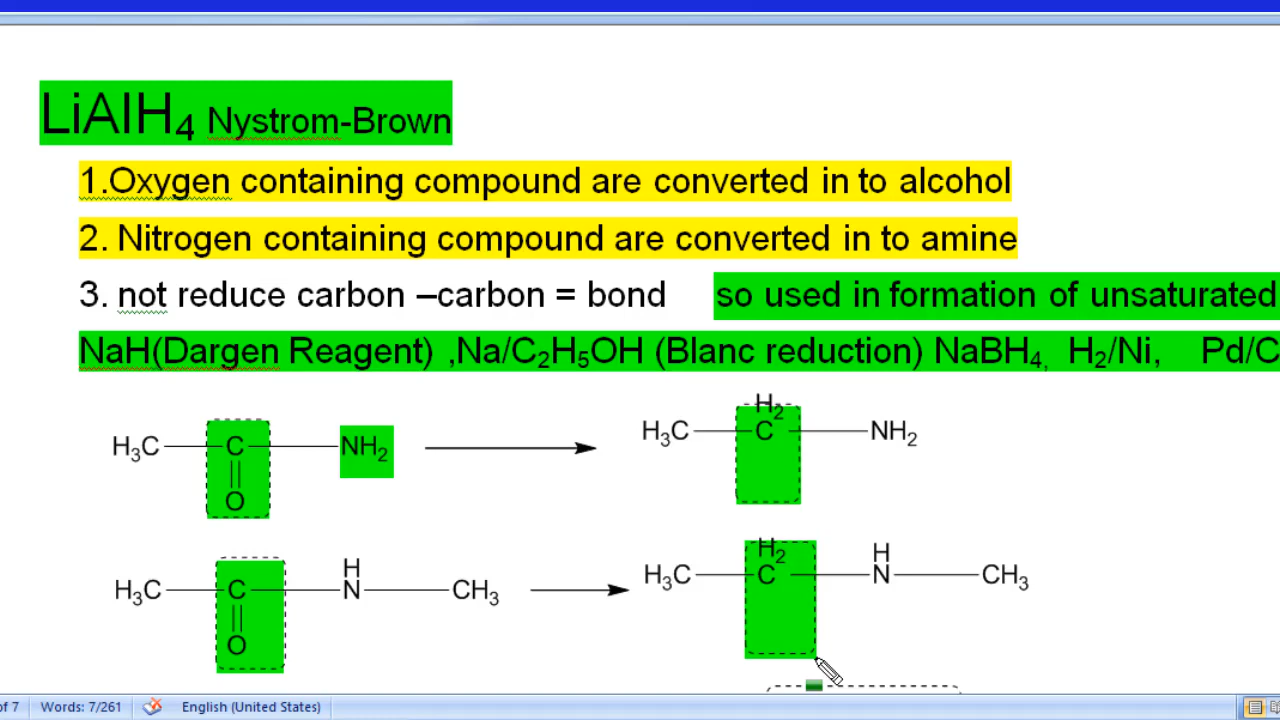 LiAlH₄ Nystrom-Brown
1.Oxygen containing compound are converted in to alcohol
2. Nitrogen containing compound are converted in to amine
3. not reduce carbon –carbon = bond so used in formation of unsaturated
NaH(Dargen Reagent) ,Na/C₂H₅OH (Blanc reduction) NaBH₄, H₂/Ni, Pd/C
H₃C C NH₂ H₃C C H₂ NH₂
O
H₃C C N H CH₃ H₃C C H₂ N H CH₃
O
of 7 Words: 7/261 English (United States)